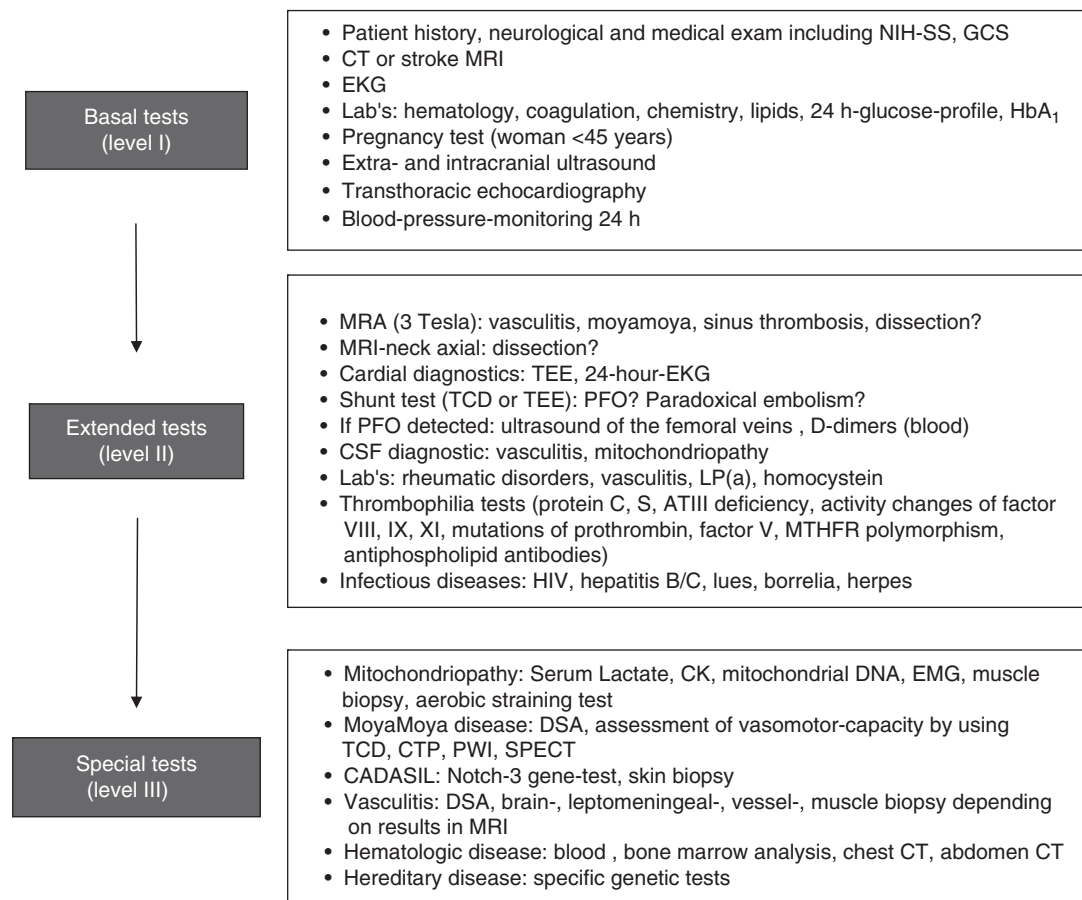 Basal tests
(level I)
• Patient history, neurological and medical exam including NIH-SS, GCS
• CT or stroke MRI
• EKG
• Lab's: hematology, coagulation, chemistry, lipids, 24 h-glucose-profile, HbA₁
• Pregnancy test (woman <45 years)
• Extra- and intracranial ultrasound
• Transthoracic echocardiography
• Blood-pressure-monitoring 24 h
Extended tests
(level II)
• MRA (3 Tesla): vasculitis, moyamoya, sinus thrombosis, dissection?
• MRI-neck axial: dissection?
• Cardial diagnostics: TEE, 24-hour-EKG
• Shunt test (TCD or TEE): PFO? Paradoxical embolism?
• If PFO detected: ultrasound of the femoral veins , D-dimers (blood)
• CSF diagnostic: vasculitis, mitochondriopathy
• Lab's: rheumatic disorders, vasculitis, LP(a), homocystein
• Thrombophilia tests (protein C, S, ATIII deficiency, activity changes of factor
VIII, IX, XI, mutations of prothrombin, factor V, MTHFR polymorphism,
antiphospholipid antibodies)
• Infectious diseases: HIV, hepatitis B/C, lues, borrelia, herpes
Special tests
(level III)
• Mitochondriopathy: Serum Lactate, CK, mitochondrial DNA, EMG, muscle
biopsy, aerobic straining test
• MoyaMoya disease: DSA, assessment of vasomotor-capacity by using
TCD, CTP, PWI, SPECT
• CADASIL: Notch-3 gene-test, skin biopsy
• Vasculitis: DSA, brain-, leptomeningeal-, vessel-, muscle biopsy depending
on results in MRI
• Hematologic disease: blood , bone marrow analysis, chest CT, abdomen CT
• Hereditary disease: specific genetic tests